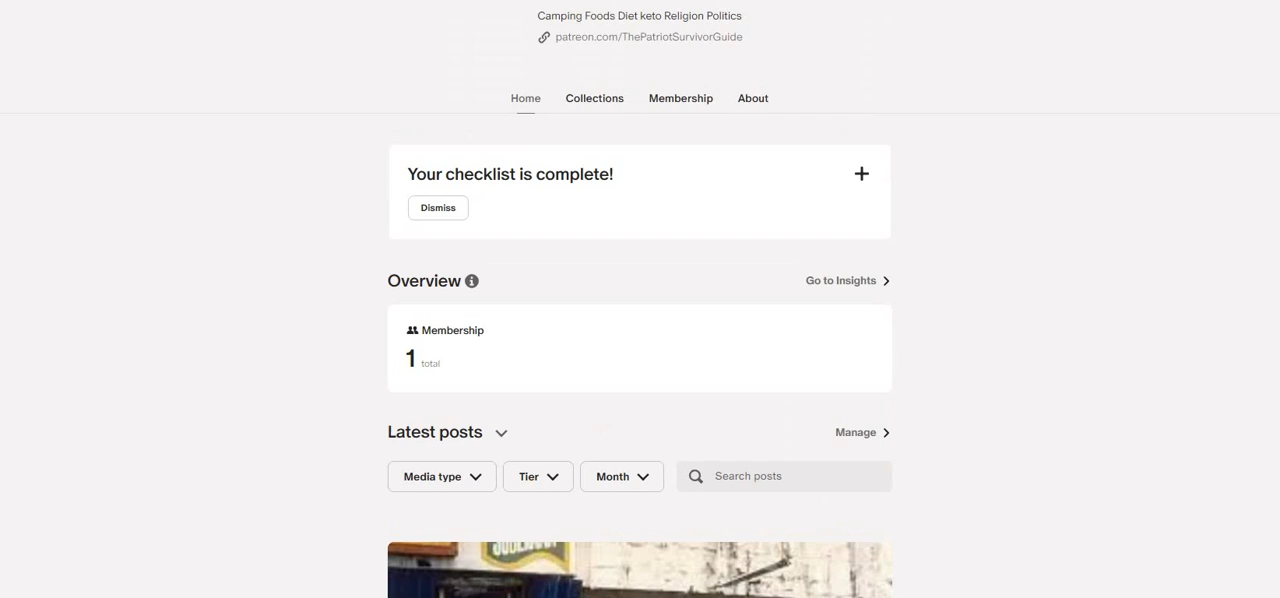 Camping Foods Diet keto Religion Politics
patreon.com/ThePatriotSurvivorGuide
Home Collections Membership About
Your checklist is complete!
Dismiss
Overview
Go to Insights
Membership
1 total
Latest posts
Manage
Media type Tier Month Search posts